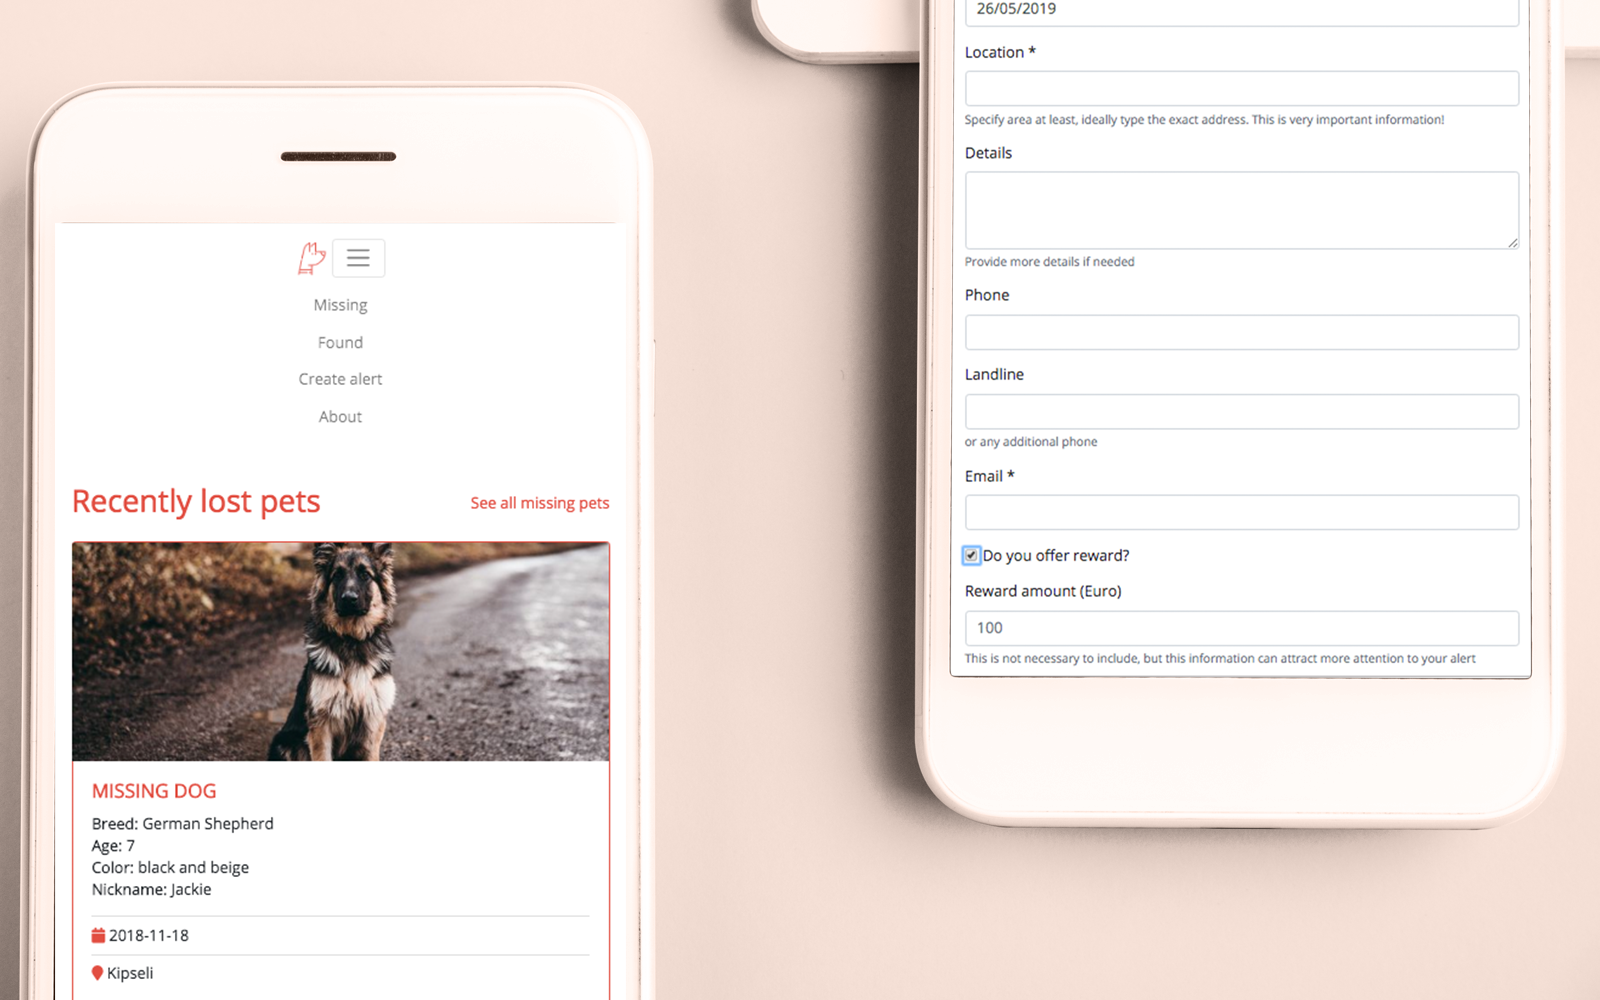 Missing
Found
Create alert
About
Recently lost pets
See all missing pets
MISSING DOG
Breed: German Shepherd
Age: 7
Color: black and beige
Nickname: Jackie
2018-11-18
Kipseli
26/05/2019
Location *
Specify area at least, ideally type the exact address. This is very important information!
Details
Provide more details if needed
Phone
Landline
or any additional phone
Email *
Do you offer reward?
Reward amount (Euro)
100
This is not necessary to include, but this information can attract more attention to your alert